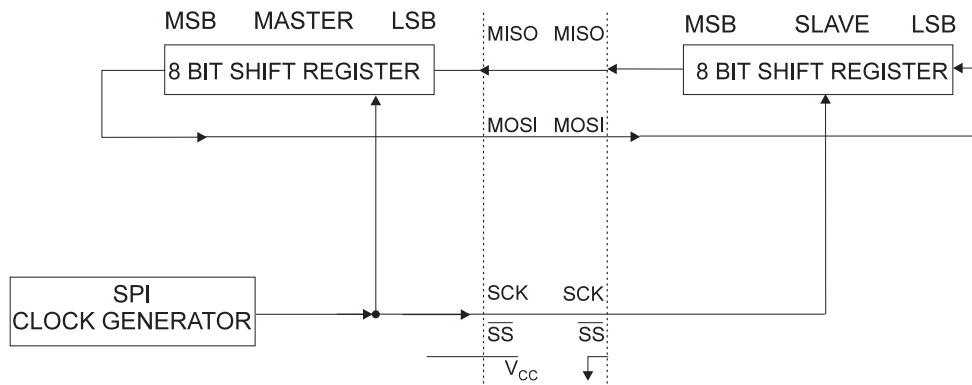 MSB MASTER LSB
MISO MISO
MSB SLAVE LSB
8 BIT SHIFT REGISTER
8 BIT SHIFT REGISTER
MOSI MOSI
SPI
CLOCK GENERATOR
SCK SCK
SS SS
VCC